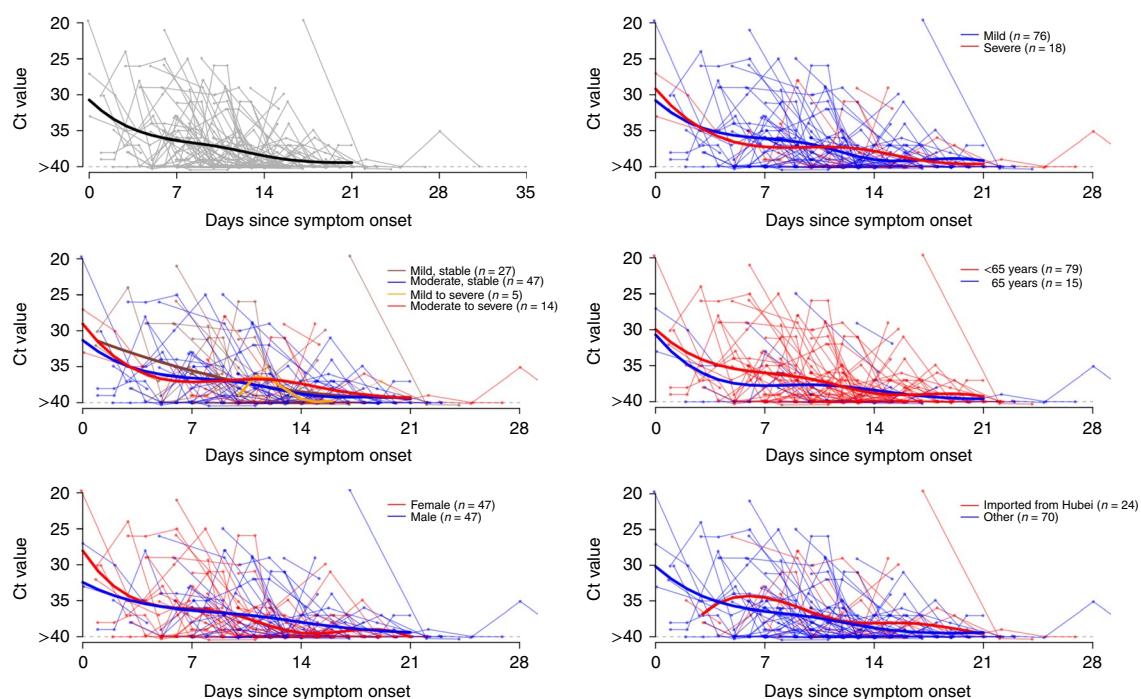 20
25
30
35
>40
Ct value
0 7 14 21 28 35
Days since symptom onset
20
25
30
35
>40
Ct value
Mild (n = 76)
Severe (n = 18)
0 7 14 21 28
Days since symptom onset
20
25
30
35
>40
Ct value
Mild, stable (n = 27)
Moderate, stable (n = 47)
Mild to severe (n = 5)
Moderate to severe (n = 14)
0 7 14 21 28
Days since symptom onset
20
25
30
35
>40
Ct value
<65 years (n = 79)
65 years (n = 15)
0 7 14 21 28
Days since symptom onset
20
25
30
35
>40
Ct value
Female (n = 47)
Male (n = 47)
0 7 14 21 28
Days since symptom onset
20
25
30
35
>40
Ct value
Imported from Hubei (n = 24)
Other (n = 70)
0 7 14 21 28
Days since symptom onset